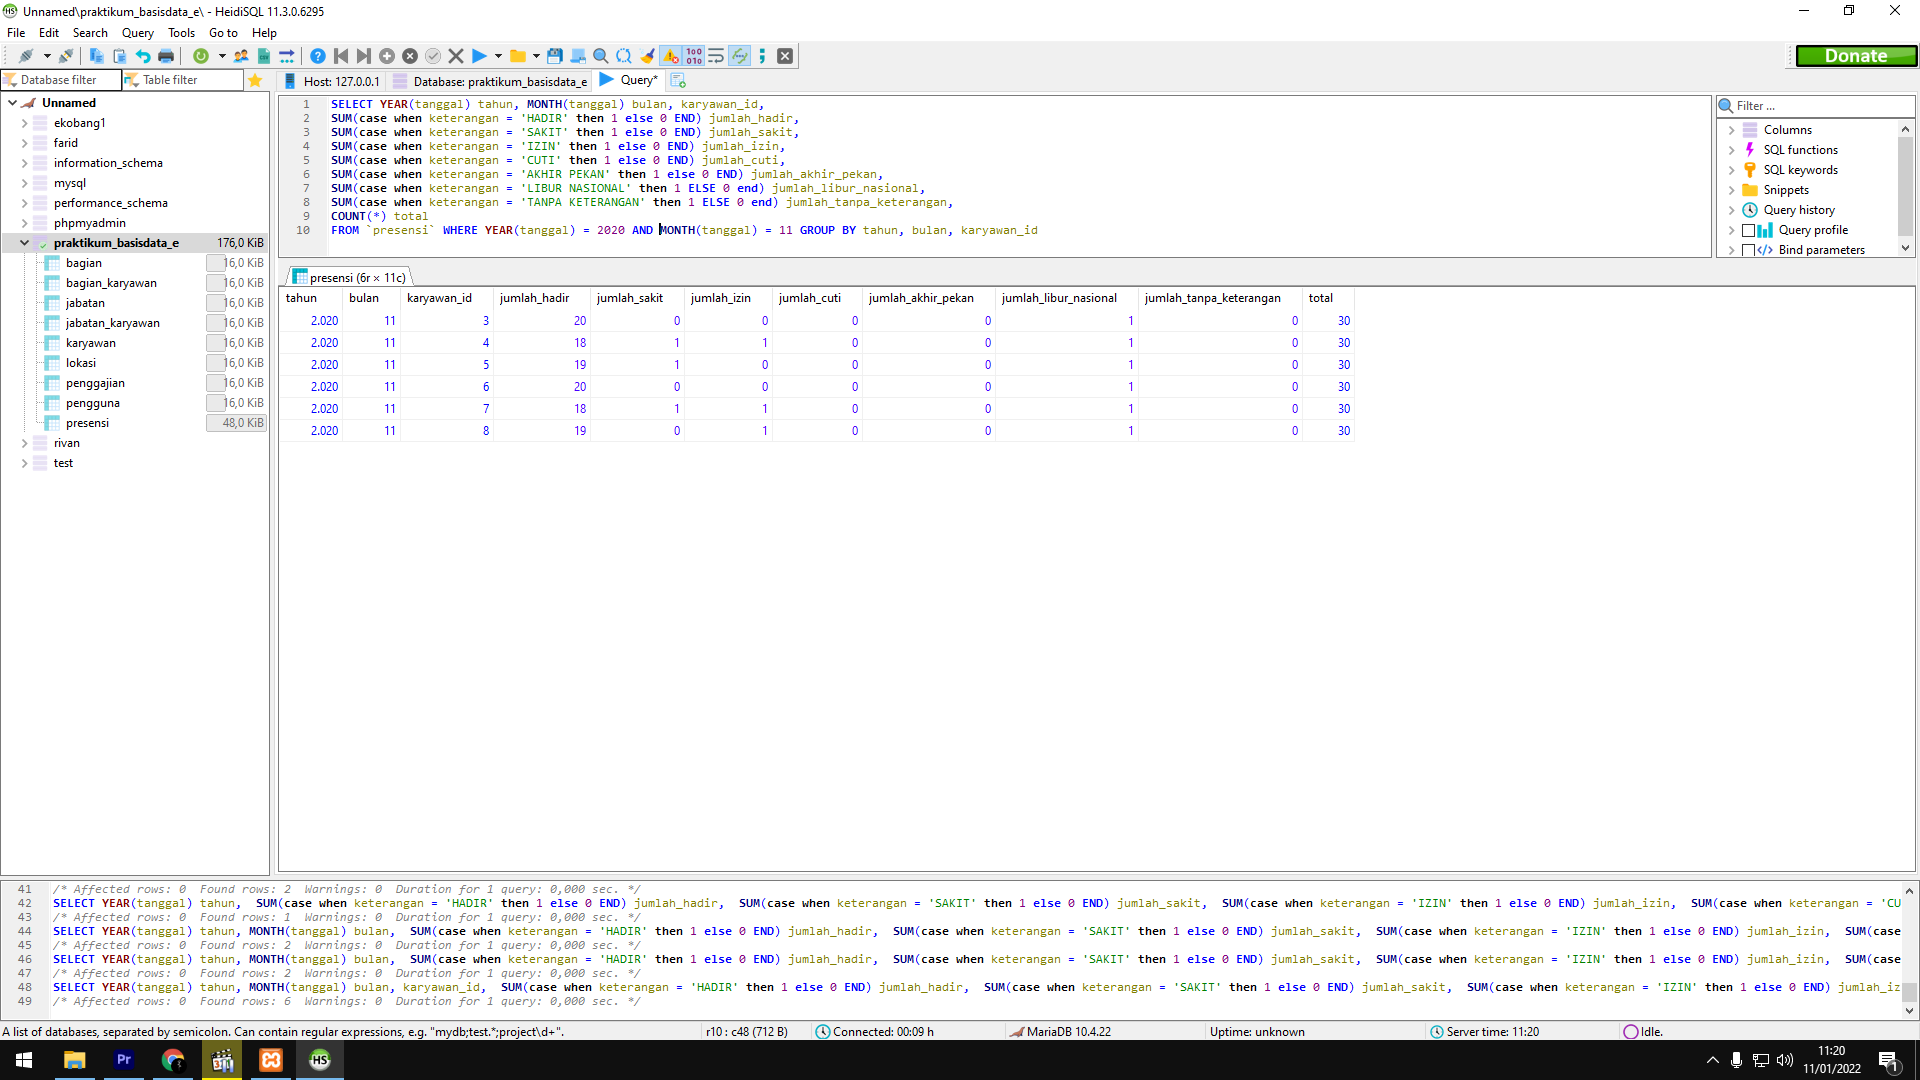 Unnamed\praktikum_basisdata_e\ - HeidiSQL 11.3.0.6295
File Edit Search Query Tools Go to Help
Donate
Database filter Table filter
Host: 127.0.0.1 Database: praktikum_basisdata_e Query*
Unnamed
ekobang1
farid
information_schema
mysql
performance_schema
phpmyadmin
praktikum_basisdata_e 176,0 KiB
bagian 16,0 KiB
bagian_karyawan 16,0 KiB
jabatan 16,0 KiB
jabatan_karyawan 16,0 KiB
karyawan 16,0 KiB
lokasi 16,0 KiB
penggajian 16,0 KiB
pengguna 16,0 KiB
presensi 48,0 KiB
rivan
test
1 SELECT YEAR(tanggal) tahun, MONTH(tanggal) bulan, karyawan_id,
2 SUM(case when keterangan = 'HADIR' then 1 else 0 END) jumlah_hadir,
3 SUM(case when keterangan = 'SAKIT' then 1 else 0 END) jumlah_sakit,
4 SUM(case when keterangan = 'IZIN' then 1 else 0 END) jumlah_izin,
5 SUM(case when keterangan = 'CUTI' then 1 else 0 END) jumlah_cuti,
6 SUM(case when keterangan = 'AKHIR PEKAN' then 1 else 0 END) jumlah_akhir_pekan,
7 SUM(case when keterangan = 'LIBUR NASIONAL' then 1 ELSE 0 end) jumlah_libur_nasional,
8 SUM(case when keterangan = 'TANPA KETERANGAN' then 1 ELSE 0 end) jumlah_tanpa_keterangan,
9 COUNT(*) total
10 FROM `presensi` WHERE YEAR(tanggal) = 2020 AND MONTH(tanggal) = 11 GROUP BY tahun, bulan, karyawan_id
Filter ...
Columns
SQL functions
SQL keywords
Snippets
Query history
Query profile
Bind parameters
presensi (6r × 11c)
tahun bulan karyawan_id jumlah_hadir jumlah_sakit jumlah_izin jumlah_cuti jumlah_akhir_pekan jumlah_libur_nasional jumlah_tanpa_keterangan total
2.020 11 3 20 0 0 0 0 1 0 30
2.020 11 4 18 1 1 0 0 1 0 30
2.020 11 5 19 1 0 0 0 1 0 30
2.020 11 6 20 0 0 0 0 1 0 30
2.020 11 7 18 1 1 0 0 1 0 30
2.020 11 8 19 0 1 0 0 1 0 30
41 /* Affected rows: 0 Found rows: 2 Warnings: 0 Duration for 1 query: 0,000 sec. */
42 SELECT YEAR(tanggal) tahun, SUM(case when keterangan = 'HADIR' then 1 else 0 END) jumlah_hadir, SUM(case when keterangan = 'SAKIT' then 1 else 0 END) jumlah_sakit, SUM(case when keterangan = 'IZIN' then 1 else 0 END) jumlah_izin, SUM(case when keterangan = 'CU
43 /* Affected rows: 0 Found rows: 1 Warnings: 0 Duration for 1 query: 0,000 sec. */
44 SELECT YEAR(tanggal) tahun, MONTH(tanggal) bulan, SUM(case when keterangan = 'HADIR' then 1 else 0 END) jumlah_hadir, SUM(case when keterangan = 'SAKIT' then 1 else 0 END) jumlah_sakit, SUM(case when keterangan = 'IZIN' then 1 else 0 END) jumlah_izin, SUM(case
45 /* Affected rows: 0 Found rows: 2 Warnings: 0 Duration for 1 query: 0,000 sec. */
46 SELECT YEAR(tanggal) tahun, MONTH(tanggal) bulan, SUM(case when keterangan = 'HADIR' then 1 else 0 END) jumlah_hadir, SUM(case when keterangan = 'SAKIT' then 1 else 0 END) jumlah_sakit, SUM(case when keterangan = 'IZIN' then 1 else 0 END) jumlah_izin, SUM(case
47 /* Affected rows: 0 Found rows: 2 Warnings: 0 Duration for 1 query: 0,000 sec. */
48 SELECT YEAR(tanggal) tahun, MONTH(tanggal) bulan, karyawan_id, SUM(case when keterangan = 'HADIR' then 1 else 0 END) jumlah_hadir, SUM(case when keterangan = 'SAKIT' then 1 else 0 END) jumlah_sakit, SUM(case when keterangan = 'IZIN' then 1 else 0 END) jumlah_iz
49 /* Affected rows: 0 Found rows: 6 Warnings: 0 Duration for 1 query: 0,000 sec. */
A list of databases, separated by semicolon. Can contain regular expressions, e.g. "mydb;test.*;project\d+". r10 : c48 (712 B) Connected: 00:09 h MariaDB 10.4.22 Uptime: unknown Server time: 11:20 Idle.
Pr HS
11:20
11/01/2022
1